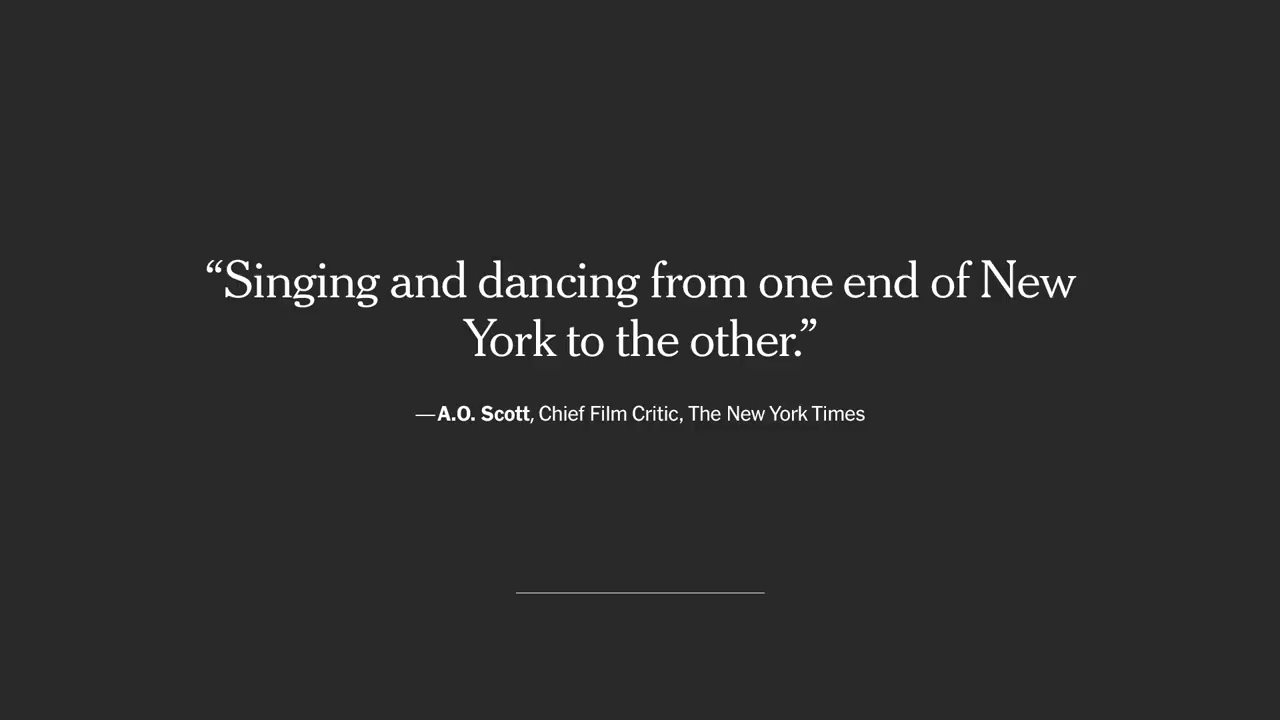 “Singing and dancing from one end of New
York to the other.”
—A.O. Scott, Chief Film Critic, The New York Times